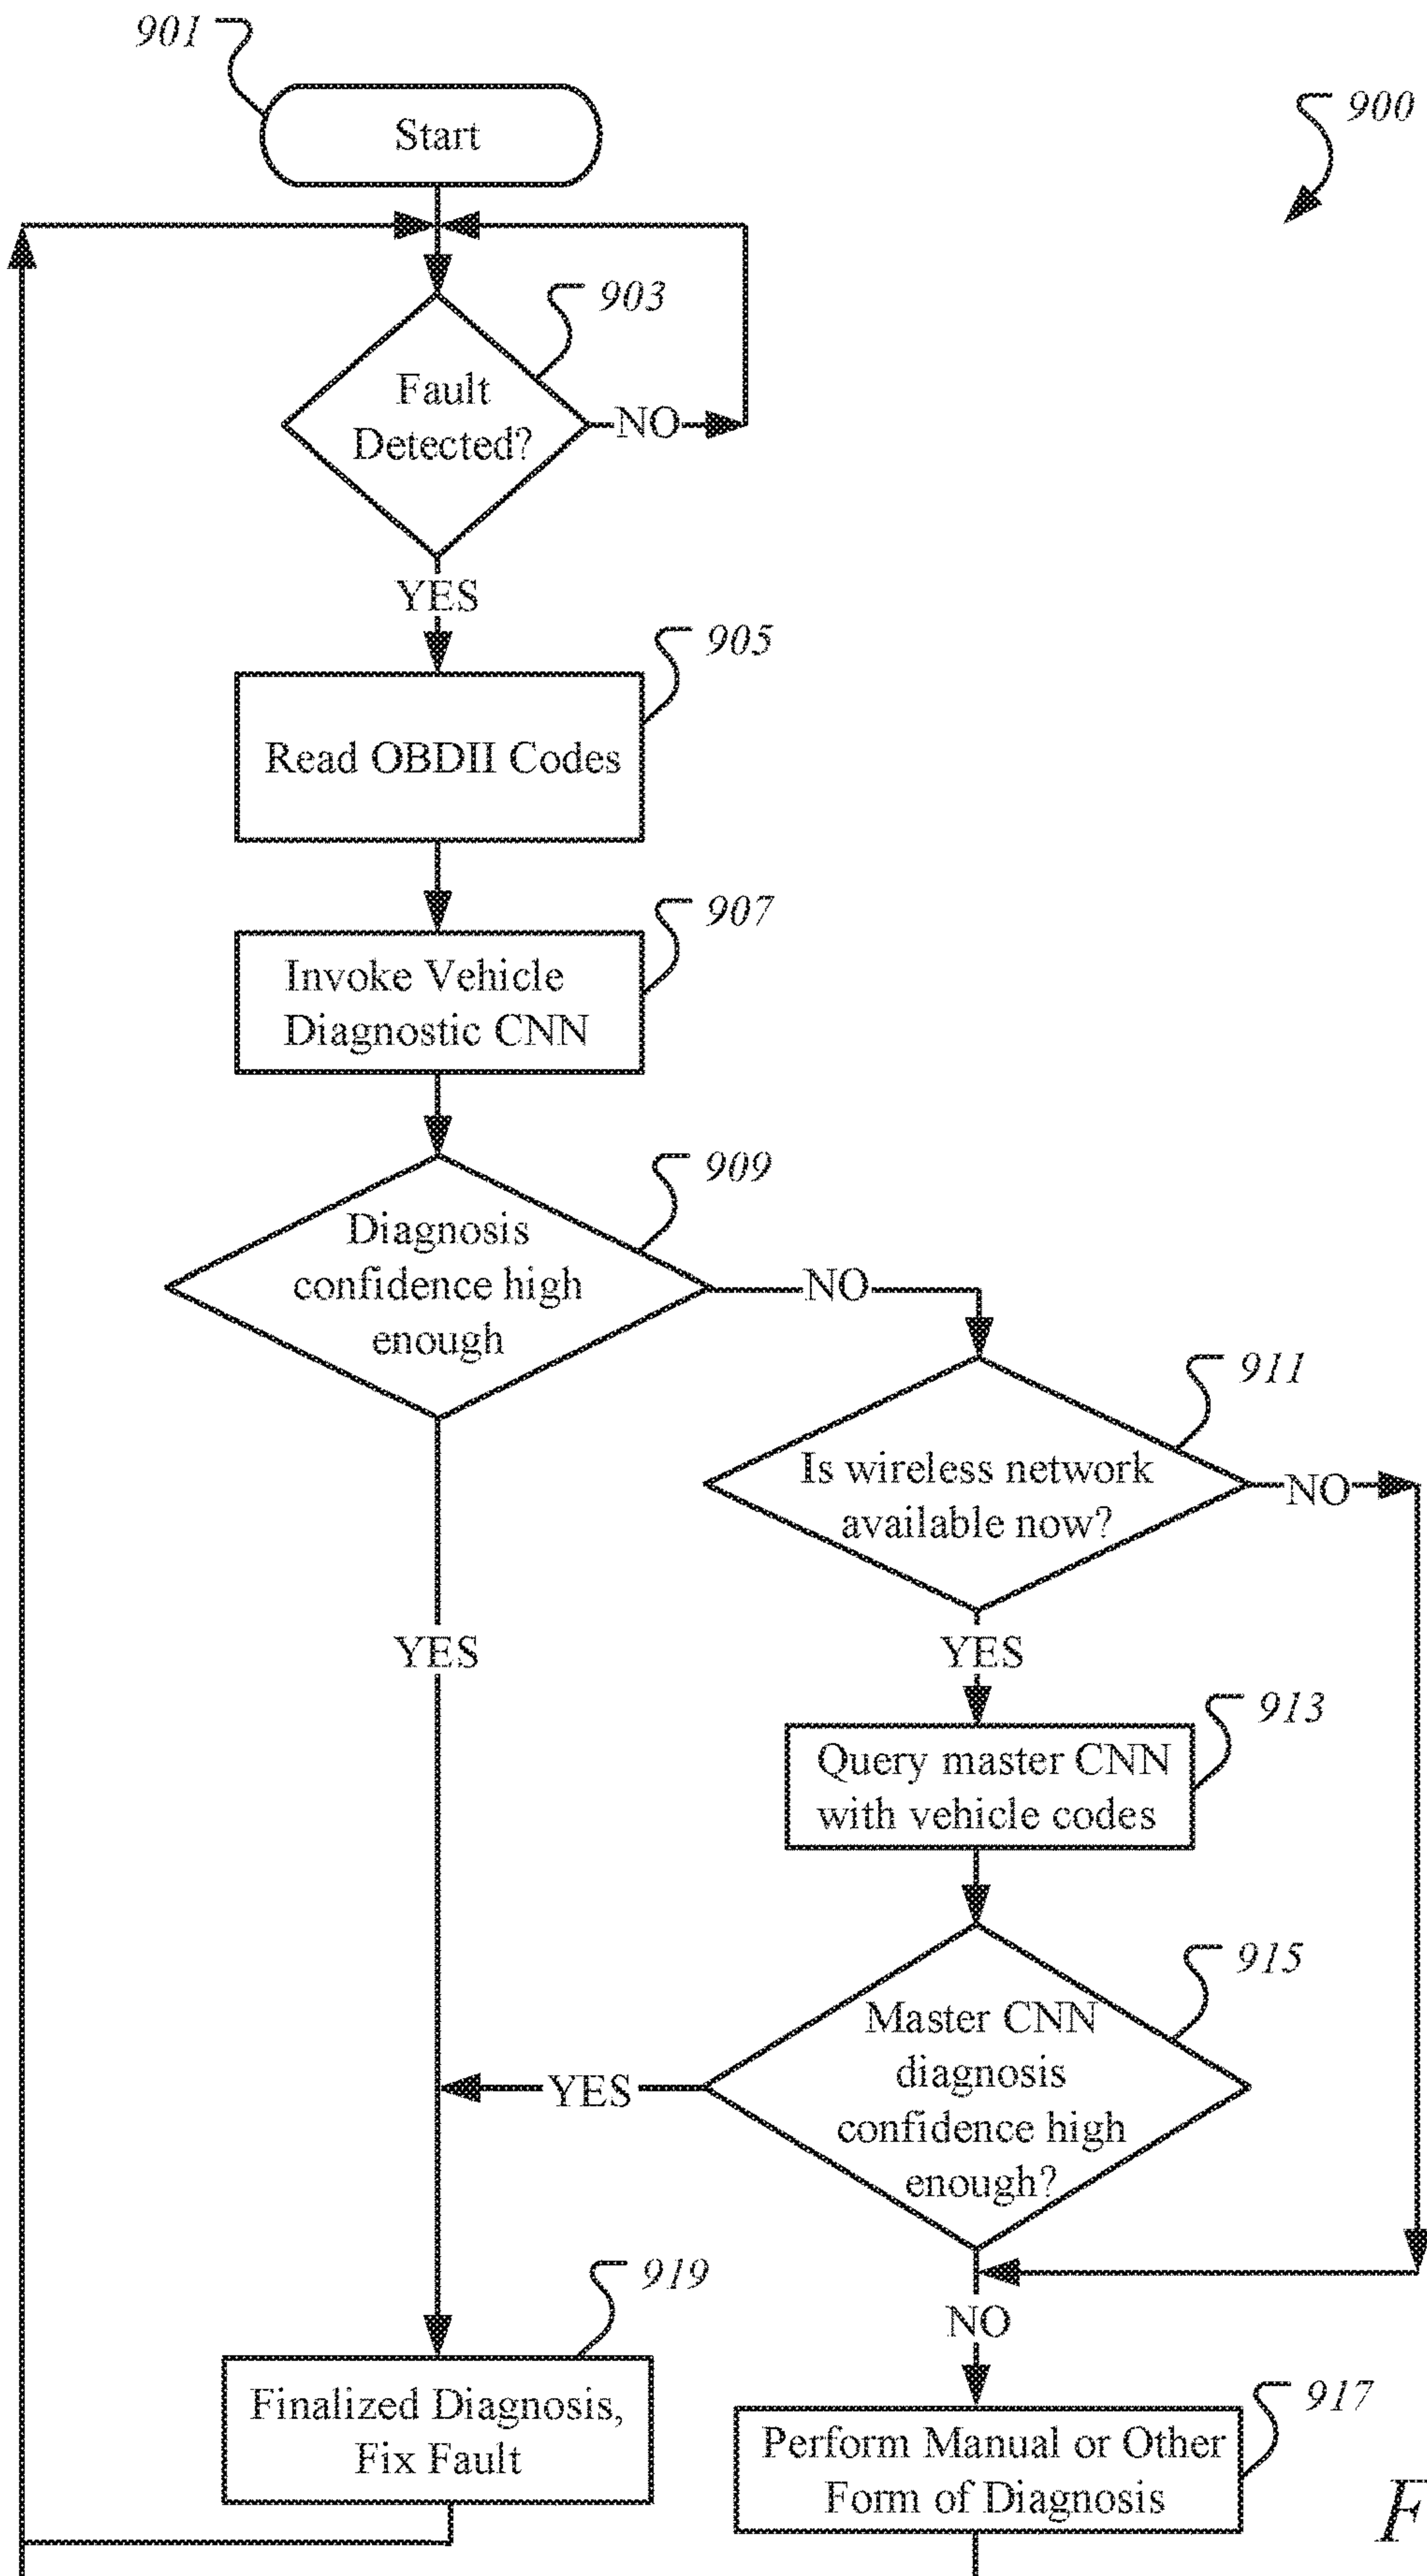 901
Start
900
903
Fault
Detected?
NO
YES
905
Read OBDII Codes
907
Invoke Vehicle
Diagnostic CNN
909
Diagnosis
confidence high
enough
NO
911
Is wireless network
available now?
NO
YES
YES
913
Query master CNN
with vehicle codes
915
Master CNN
diagnosis
confidence high
enough?
YES
919
NO
Finalized Diagnosis,
Fix Fault
917
Perform Manual or Other
Form of Diagnosis
F